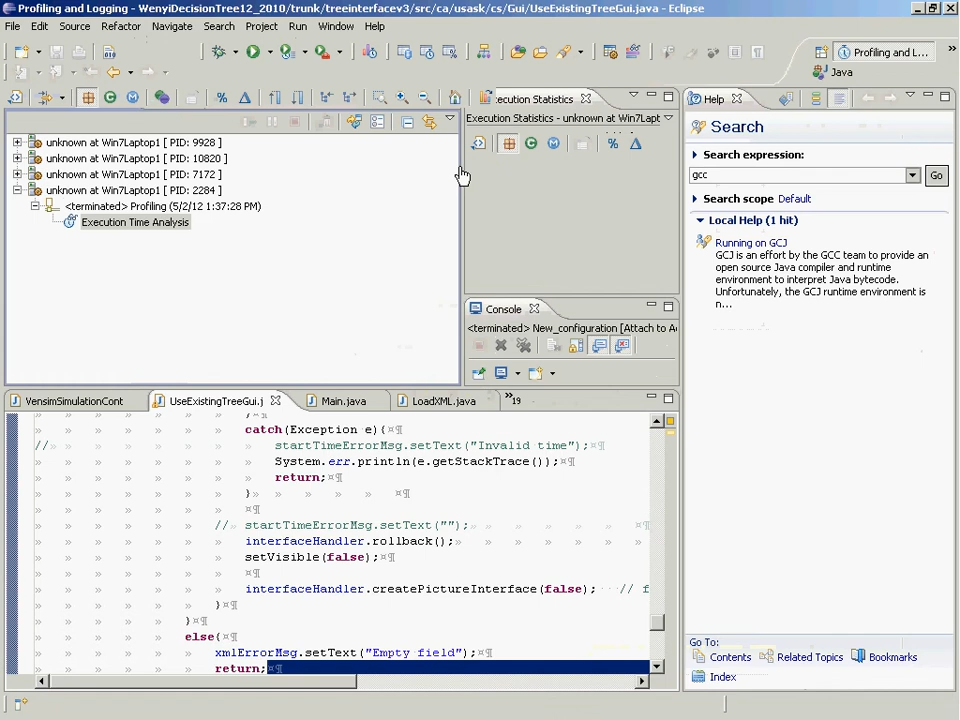 Profiling and Logging - WenyiDecisionTree12_2010/trunk/treeinterfacev3/src/ca/usask/cs/Gui/UseExistingTreeGui.java - Eclipse
File Edit Source Refactor Navigate Search Project Run Window Help
Profiling and L...
Java
unknown at Win7Laptop1 [ PID: 9928 ]
unknown at Win7Laptop1 [ PID: 10820 ]
unknown at Win7Laptop1 [ PID: 7172 ]
unknown at Win7Laptop1 [ PID: 2284 ]
<terminated> Profiling (5/2/12 1:37:28 PM)
Execution Time Analysis
ecution Statistics
Execution Statistics - unknown at Win7Lapt
Console
<terminated> New_configuration [Attach to A
Help
Search
Search expression:
gcc
Go
Search scope Default
Local Help (1 hit)
Running on GCJ
GCJ is an effort by the GCC team to provide an
open source Java compiler and runtime
environment to interpret Java bytecode.
Unfortunately, the GCJ runtime environment is
n...
Go To:
Contents Related Topics Bookmarks
Index
VensimSimulationCont UseExistingTreeGui.j Main.java LoadXML.java »19
}
catch(Exception e){
// startTimeErrorMsg.setText("Invalid time");
System.err.println(e.getStackTrace());
return;
}
// startTimeErrorMsg.setText("");
interfaceHandler.rollback();
setVisible(false);
interfaceHandler.createPictureInterface(false); // f
}
}
else{
xmlErrorMsg.setText("Empty field");
return;